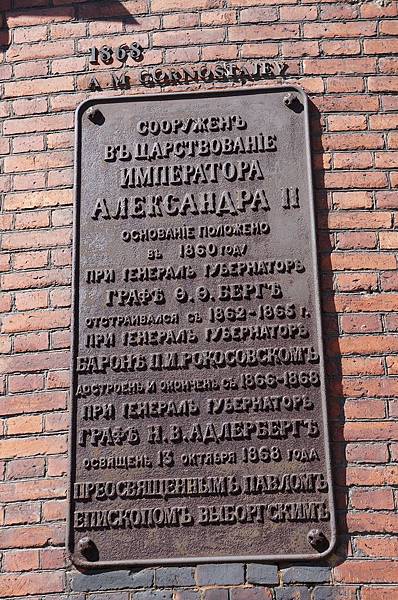 1868
A M GORNOSTAJEV
СООРУЖЕНЪ
ВЪ ЦАРСТВОВАНІЕ
ИМПЕРАТОРА
АЛЕКСАНДРА II
ОСНОВАНІЕ ПОЛОЖЕНО
ВЪ 1860 ГОДУ
ПРИ ГЕНЕРАЛЪ ГУБЕРНАТОРѢ
ГРАФѢ Ѳ. Ѳ. БЕРГѢ
ОТСТРАИВАЛСЯ СЪ 1862-1865 Г.
ПРИ ГЕНЕРАЛЪ ГУБЕРНАТОРѢ
БАРОНѢ П. И. РОКОСОВСКОМЪ
ДОСТРОЕНЪ И ОКОНЧЕНЪ СЪ 1866-1868
ПРИ ГЕНЕРАЛЪ ГУБЕРНАТОРѢ
ГРАФѢ Н. В. АДЛЕРБЕРГѢ
ОСВЯЩЕНЪ 13 ОКТЯБРЯ 1868 ГОДА
ПРЕОСВЯЩЕННЫМЪ ПАВЛОМЪ
ЕПИСКОПОМЪ ВЫБОРГСКИМЪ